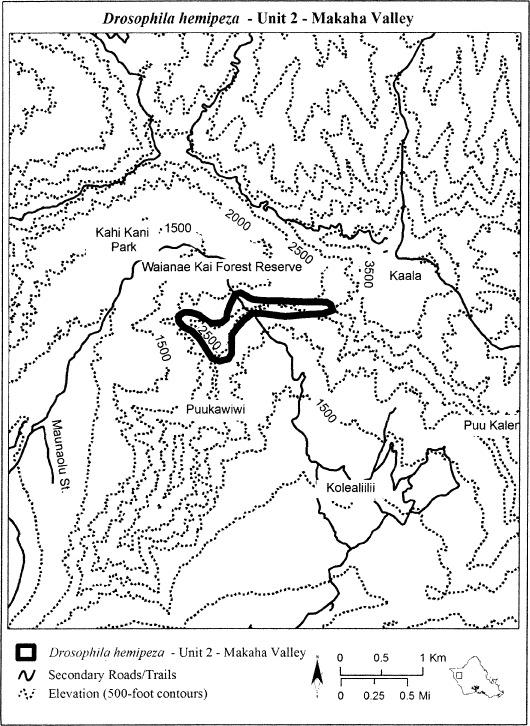 Drosophila hemipeza - Unit 2 - Makaha Valley
1500
2000
Kahi Kani
Park
2500
Waianae Kai Forest Reserve
3500
Kaala
2500
1500
1500
Puukawiwi
Puu Kaler
Maunaolu St.
Kolealiilii
Drosophila hemipeza - Unit 2 - Makaha Valley
Secondary Roads/Trails
Elevation (500-foot contours)
0 0.5 1 Km
0 0.25 0.5 Mi